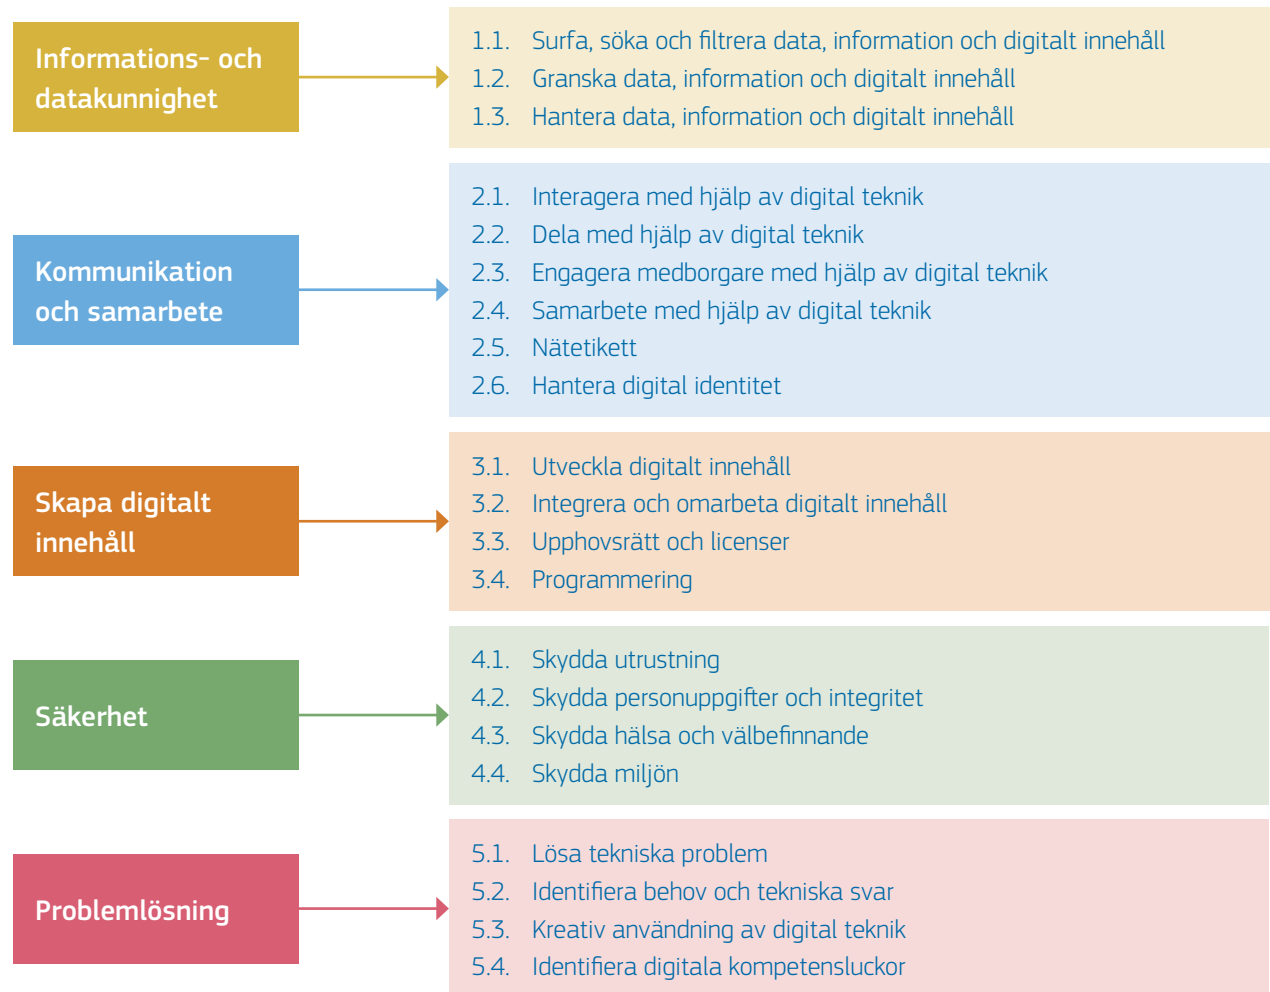 Informations- och
datakunnighet
1.1. Surfa, söka och filtrera data, information och digitalt innehåll
1.2. Granska data, information och digitalt innehåll
1.3. Hantera data, information och digitalt innehåll
Kommunikation
och samarbete
2.1. Interagera med hjälp av digital teknik
2.2. Dela med hjälp av digital teknik
2.3. Engagera medborgare med hjälp av digital teknik
2.4. Samarbete med hjälp av digital teknik
2.5. Nätetikett
2.6. Hantera digital identitet
Skapa digitalt
innehåll
3.1. Utveckla digitalt innehåll
3.2. Integrera och omarbeta digitalt innehåll
3.3. Upphovsrätt och licenser
3.4. Programmering
Säkerhet
4.1. Skydda utrustning
4.2. Skydda personuppgifter och integritet
4.3. Skydda hälsa och välbefinnande
4.4. Skydda miljön
Problemlösning
5.1. Lösa tekniska problem
5.2. Identifiera behov och tekniska svar
5.3. Kreativ användning av digital teknik
5.4. Identifiera digitala kompetensluckor